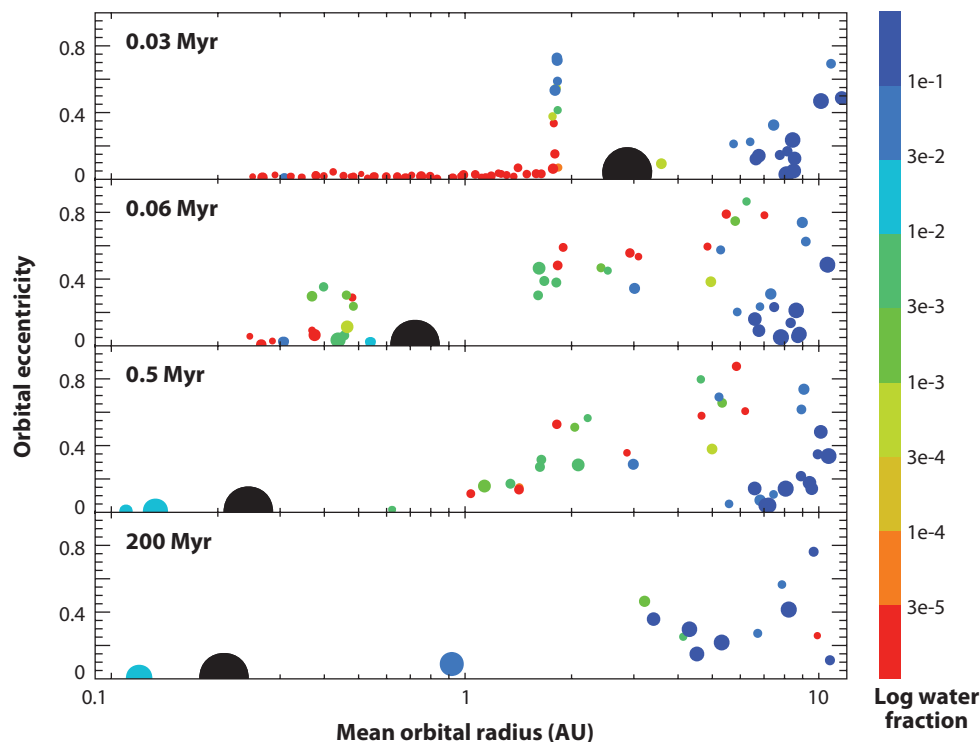 0.03 Myr
0.8
0.4
0
0.06 Myr
0.8
0.4
0
0.5 Myr
0.8
0.4
0
200 Myr
0.8
0.4
0
0.1
1
10
Orbital eccentricity
Mean orbital radius (AU)
1e-1
3e-2
1e-2
3e-3
1e-3
3e-4
1e-4
3e-5
Log water
fraction